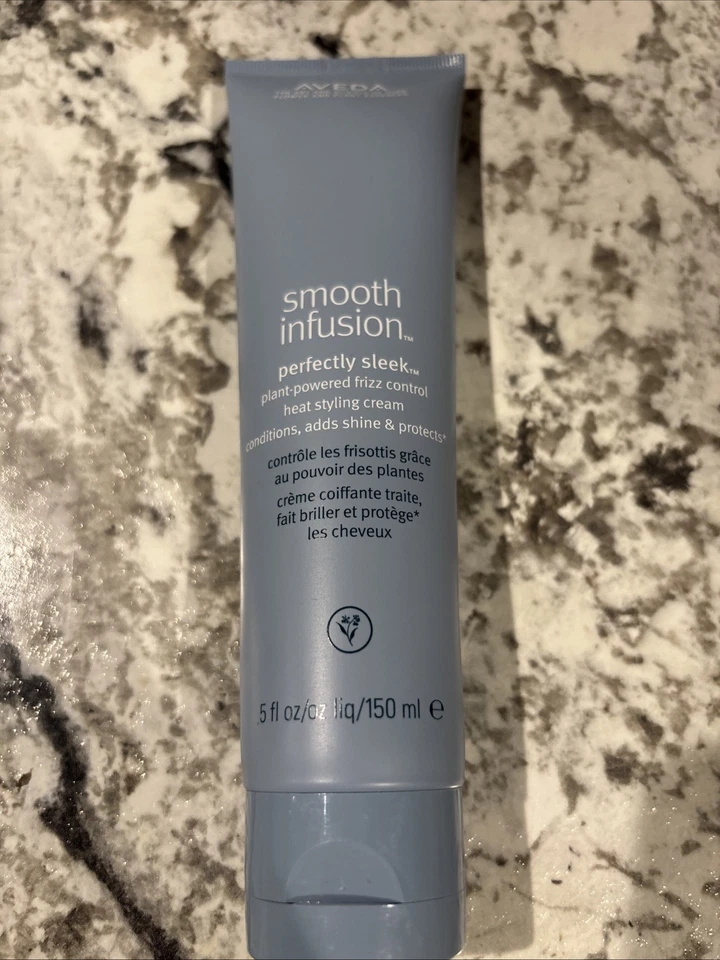 AVEDA
smooth
infusion™
perfectly sleek™
plant-powered frizz control
heat styling cream
conditions, adds shine & protects*
contrôle les frisottis grâce
au pouvoir des plantes
crème coiffante traite,
fait briller et protège*
les cheveux
5 fl oz/oz liq/150 ml e